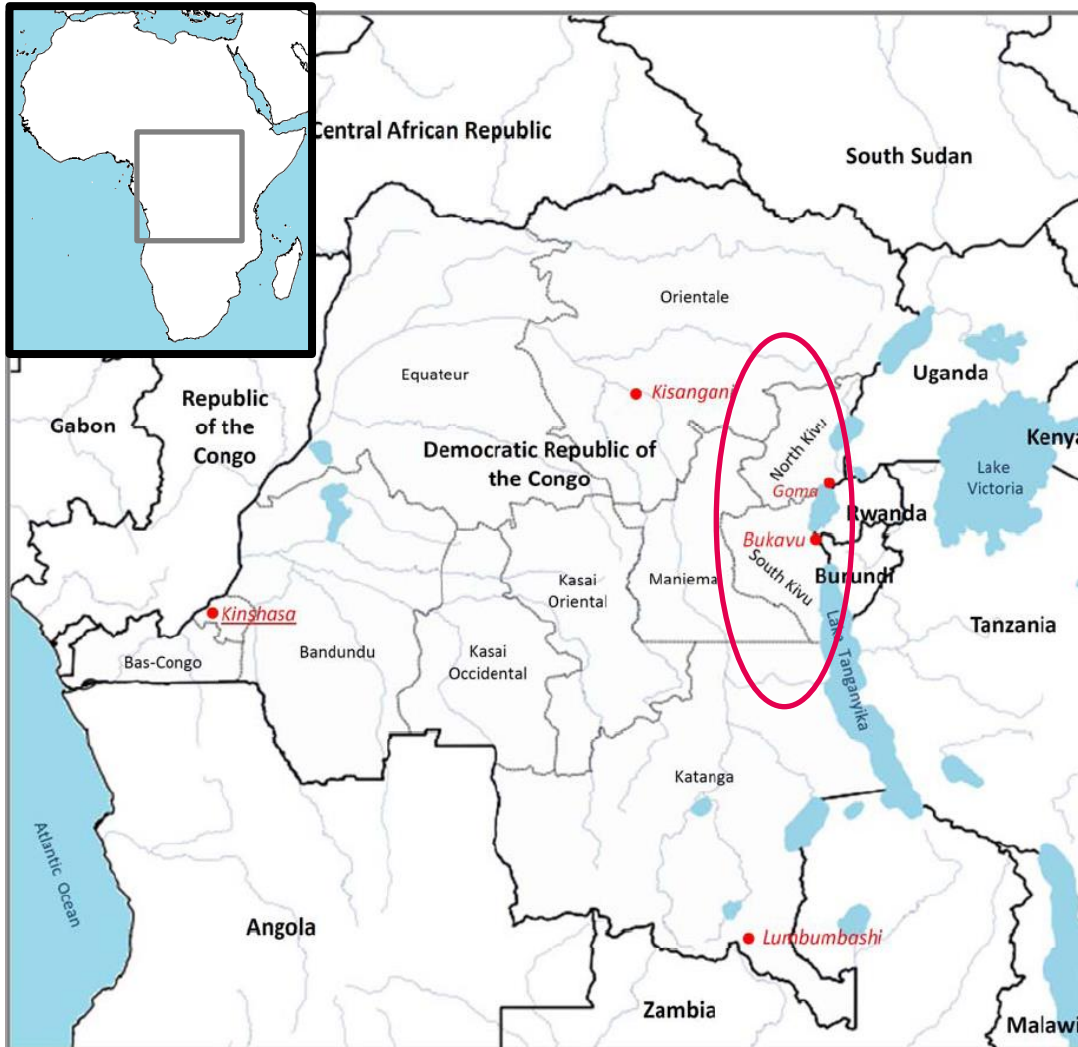 Central African Republic
South Sudan
Orientale
Equateur
Uganda
Republic
of the
Congo
Kisangani
Gabon
North Kivu
Kenya
Democratic Republic of
the Congo
Lake
Victoria
Goma
Rwanda
Bukavu
South Kivu
Burundi
Maniema
Kasai
Oriental
Kinshasa
Tanzania
Bas-Congo
Bandundu
Kasai
Occidental
Lake Tanganyika
Katanga
Atlantic Ocean
Angola
Lumbumbashi
Zambia
Malawi